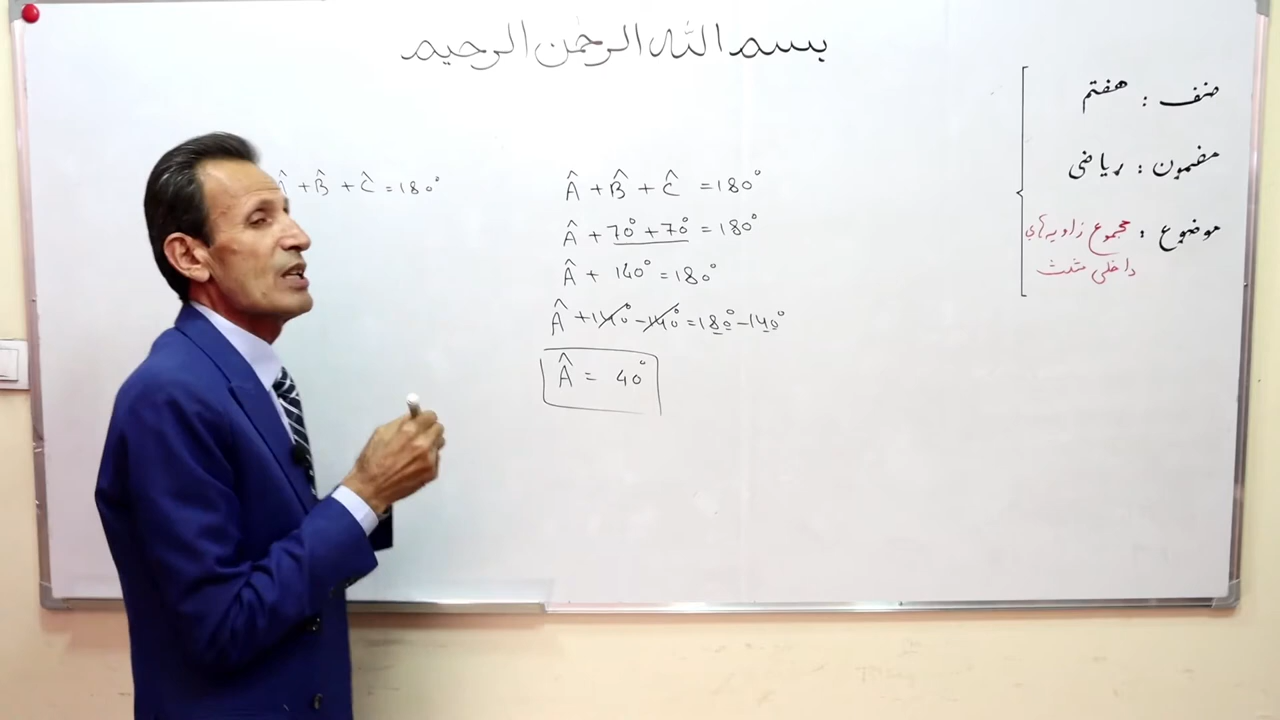 بسم الله الرحمن الرحیم
صنف : هفتم
مضمون : ریاضی
موضوع : مجموع زاویه های
داخلی مثلث
Â + B̂ + Ĉ = 180°
Â + B̂ + Ĉ = 180°
Â + 70° + 70° = 180°
Â + 140° = 180°
Â + 140° - 140° = 180° - 140°
Â = 40°